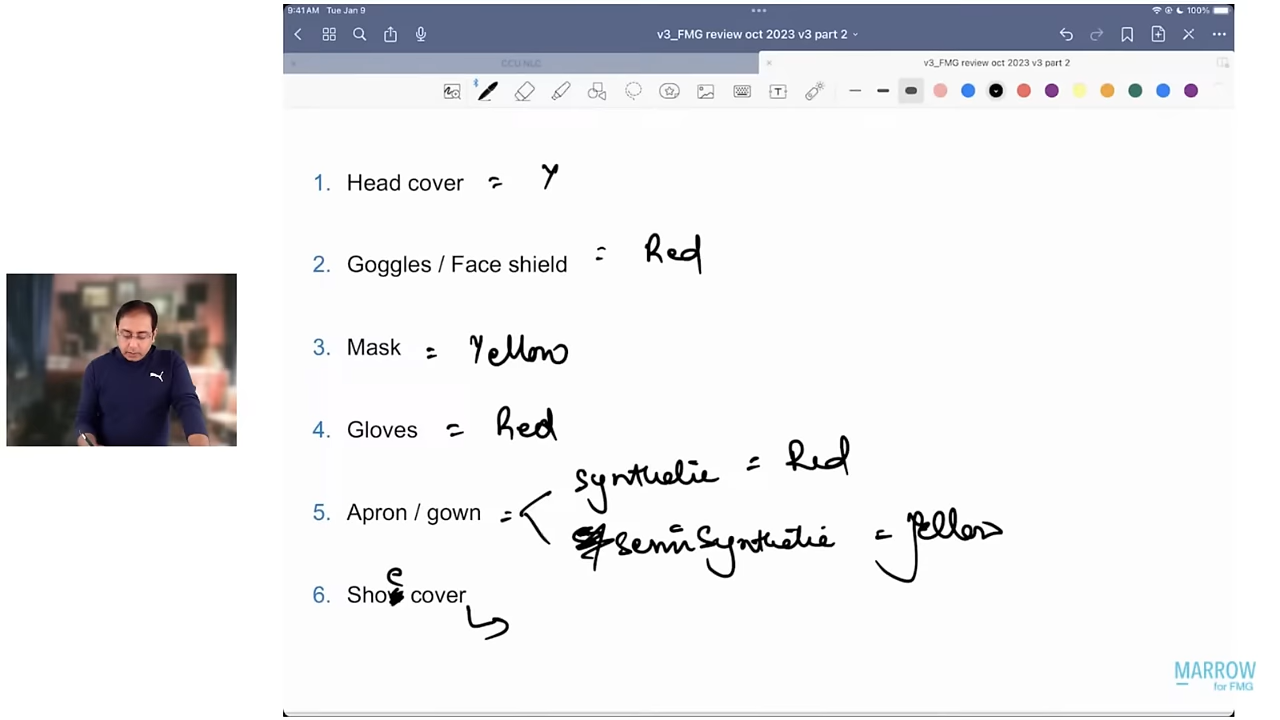 9:41 AM Tue Jan 9
100%
v3_FMG review oct 2023 v3 part 2
CCU NLC
v3_FMG review oct 2023 v3 part 2
1. Head cover = Y
2. Goggles / Face shield = Red
3. Mask = Yellow
4. Gloves = Red
synthetic = Red
5. Apron / gown =
semi synthetic = yellow
6. Shoe cover
MARROW
for FMG